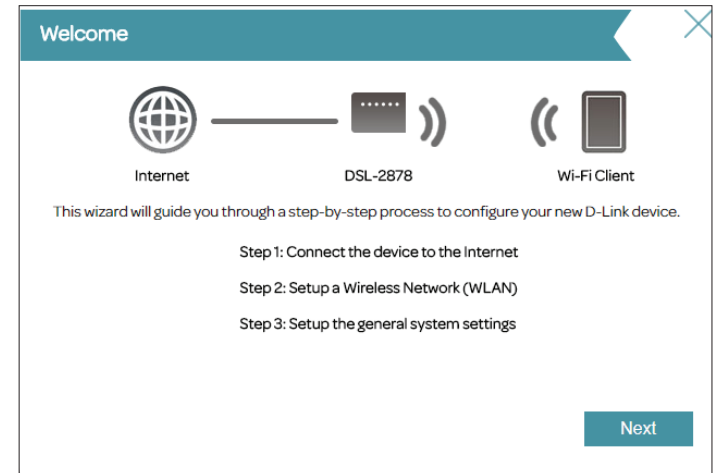 Welcome
Internet
DSL-2878
Wi-Fi Client
This wizard will guide you through a step-by-step process to configure your new D-Link device.
Step 1: Connect the device to the Internet
Step 2: Setup a Wireless Network (WLAN)
Step 3: Setup the general system settings
Next